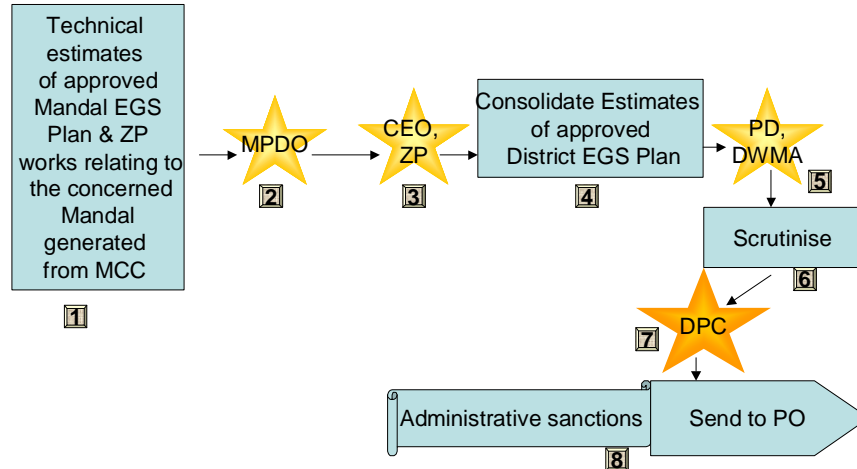 Technical
estimates
of approved
Mandal EGS
Plan & ZP
works relating to
the concerned
Mandal
generated
from MCC
1
MPDO
2
CEO,
ZP
3
Consolidate Estimates
of approved
District EGS Plan
4
PD,
DWMA
5
Scrutinise
6
DPC
7
Administrative sanctions
8
Send to PO